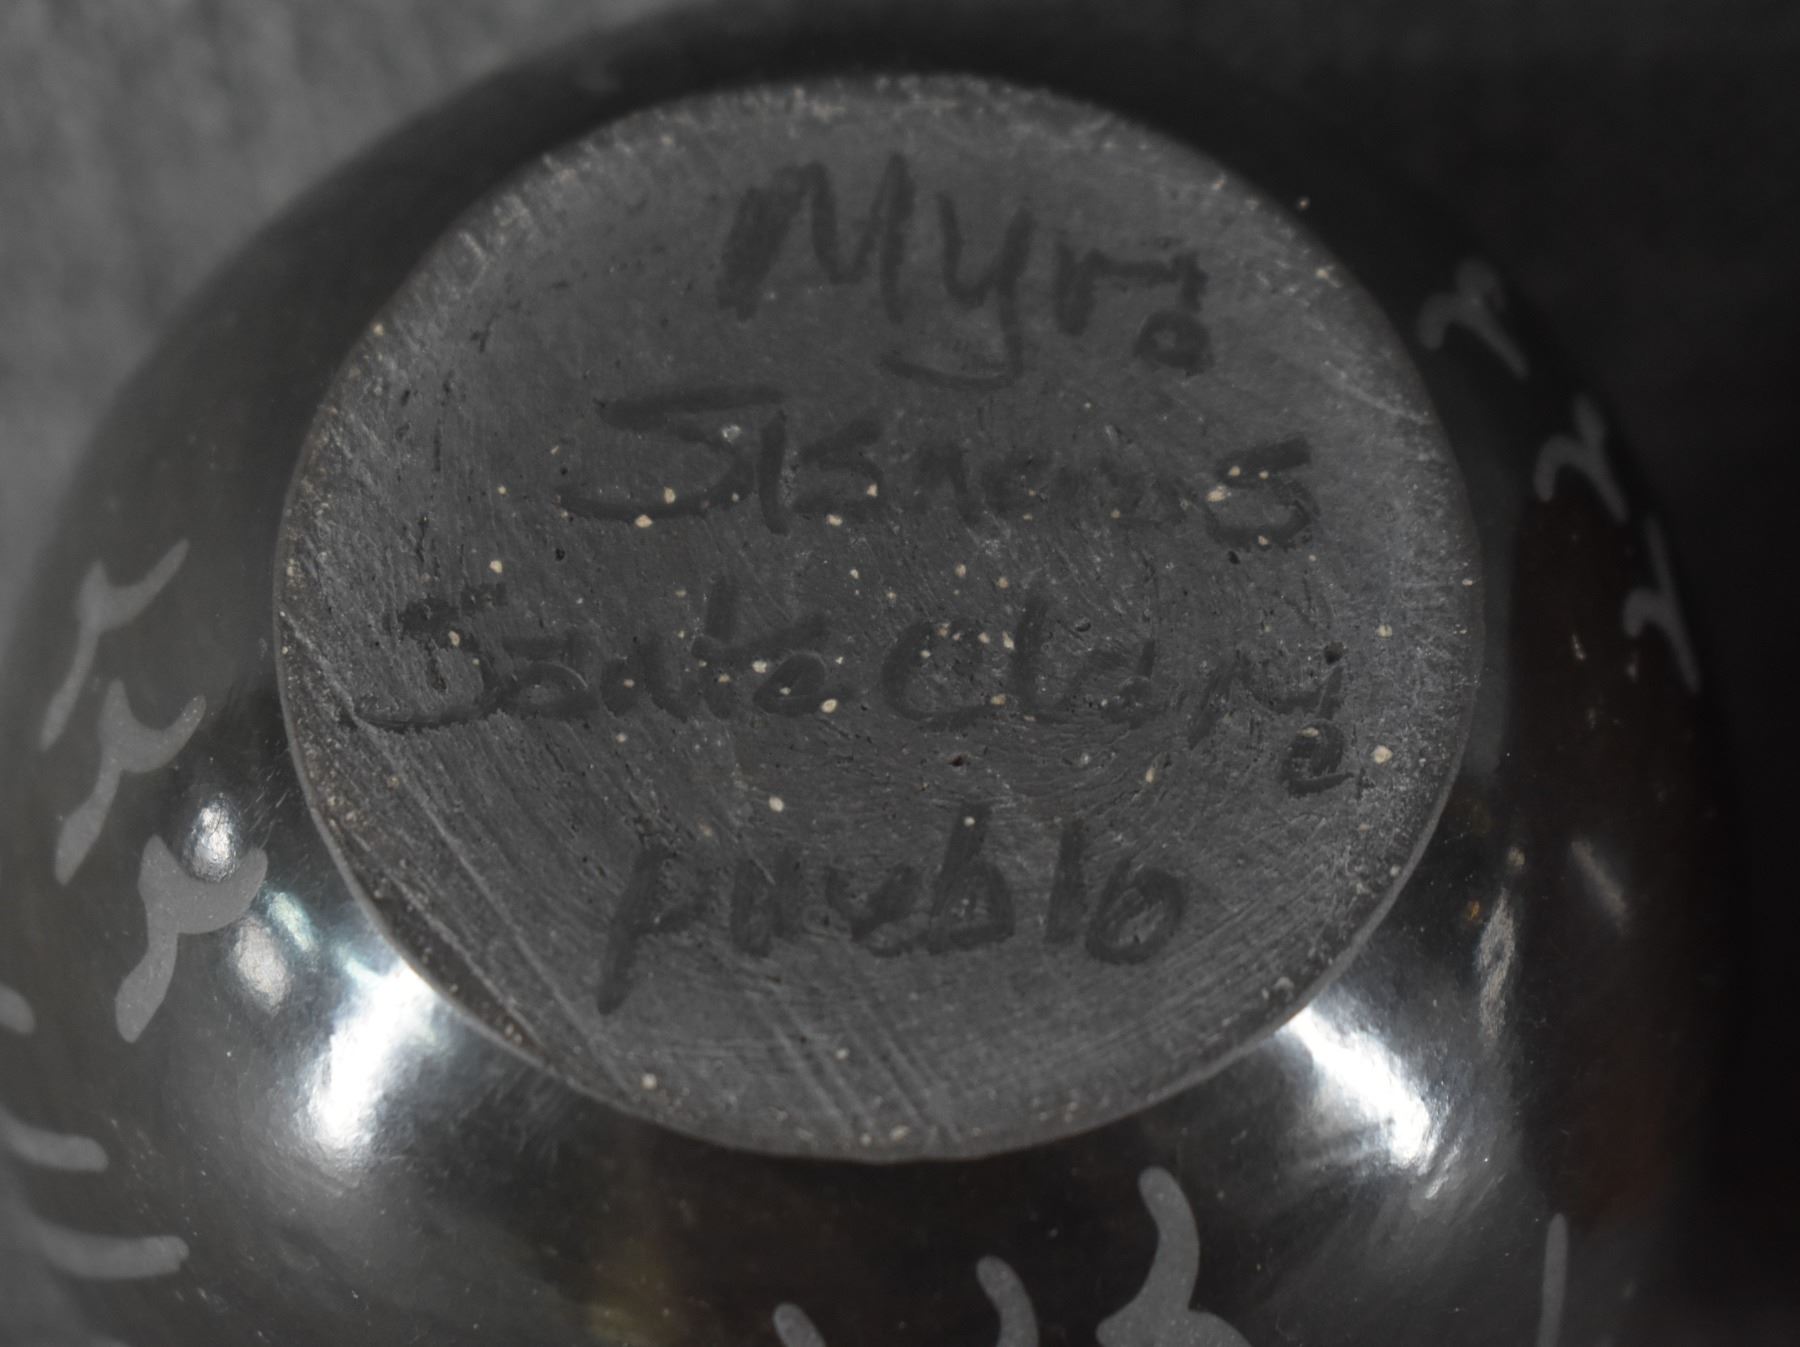 Myra
Sisneros
Santa Clara
pueblo